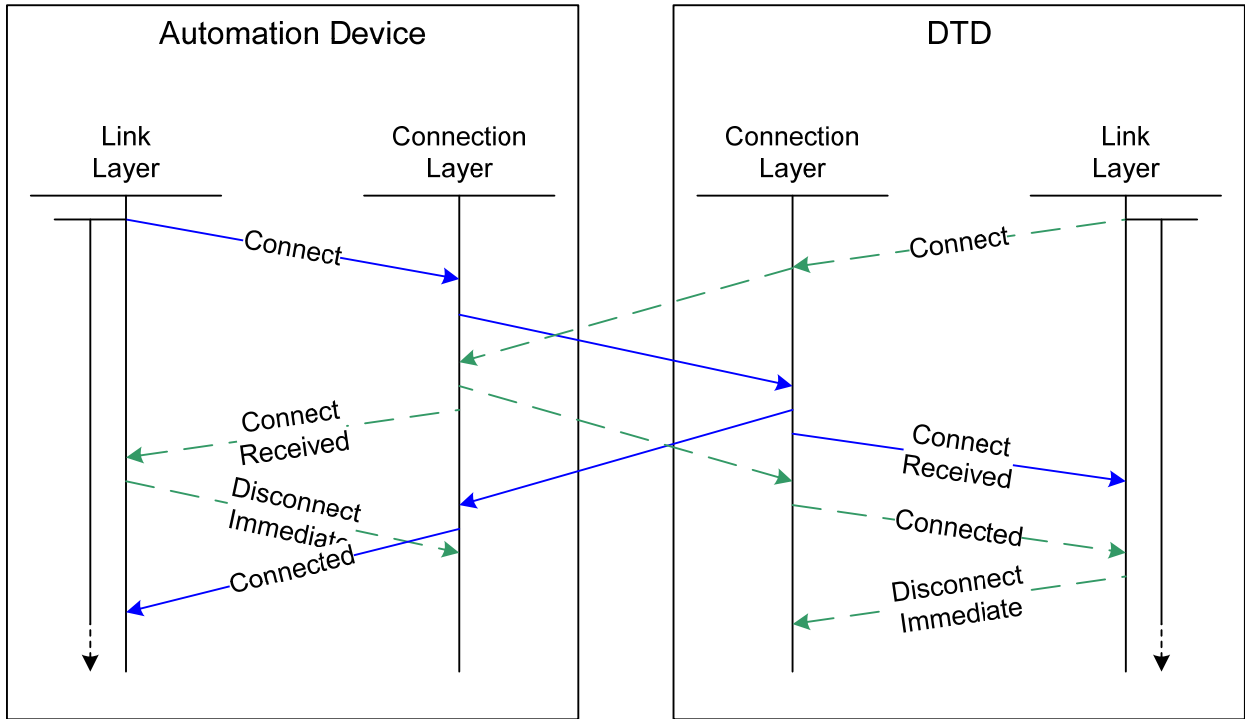 Automation Device
DTD
Link
Layer
Connection
Layer
Connection
Layer
Link
Layer
Connect
Connect
Connect
Received
Connect
Received
Disconnect
Immediate
Connected
Connected
Disconnect
Immediate